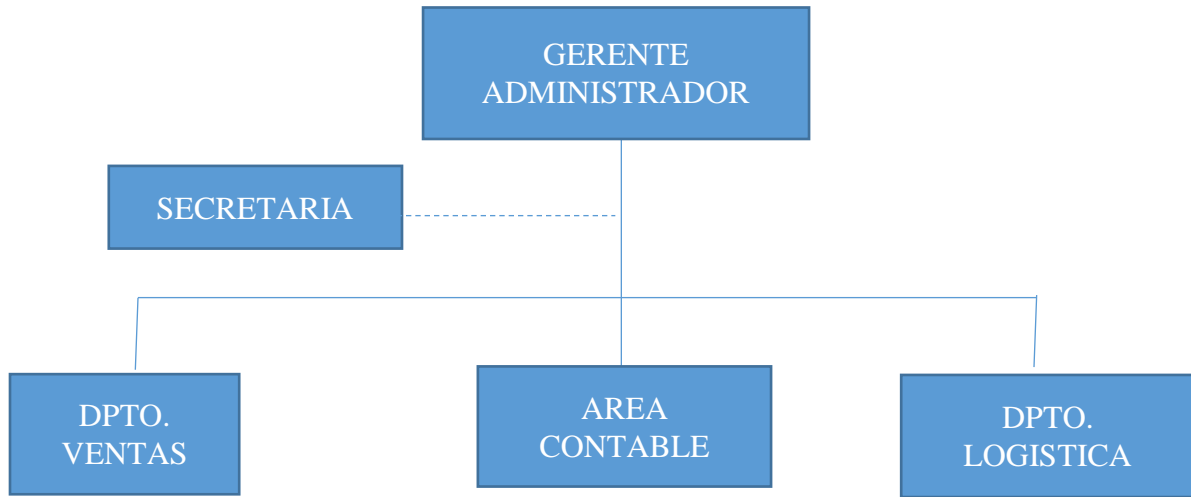 GERENTE
ADMINISTRADOR
SECRETARIA
DPTO.
VENTAS
AREA
CONTABLE
DPTO.
LOGISTICA